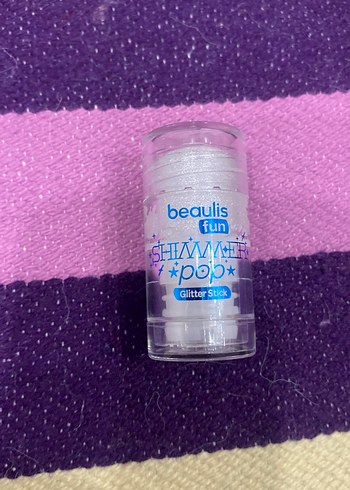 beaulis
fun
SHIMMER
pop
Glitter Stick